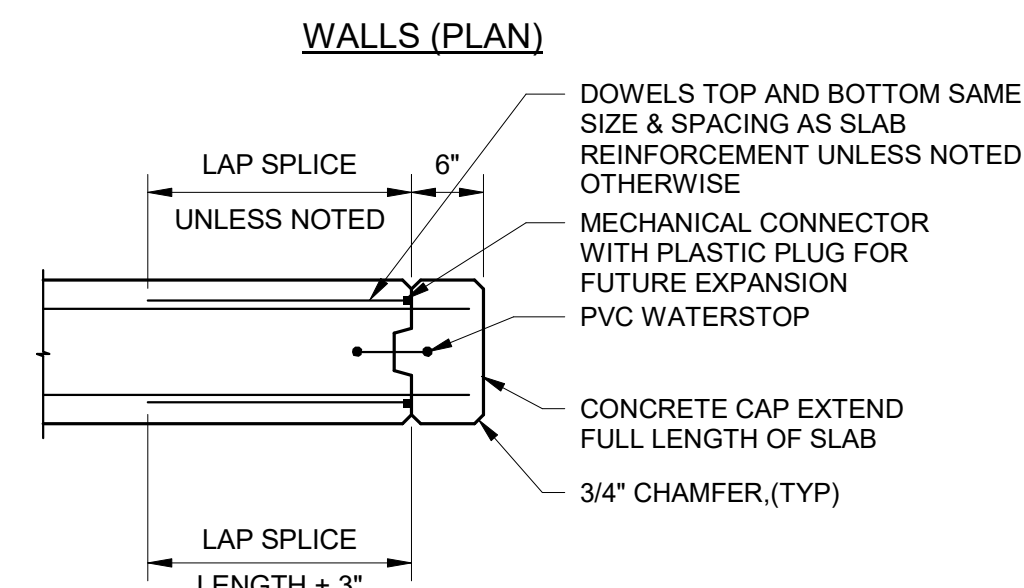 WALLS (PLAN)
DOWELS TOP AND BOTTOM SAME
SIZE & SPACING AS SLAB
REINFORCEMENT UNLESS NOTED
OTHERWISE
LAP SPLICE
6"
UNLESS NOTED
MECHANICAL CONNECTOR
WITH PLASTIC PLUG FOR
FUTURE EXPANSION
PVC WATERSTOP
CONCRETE CAP EXTEND
FULL LENGTH OF SLAB
3/4" CHAMFER,(TYP)
LAP SPLICE
LENGTH + 3"